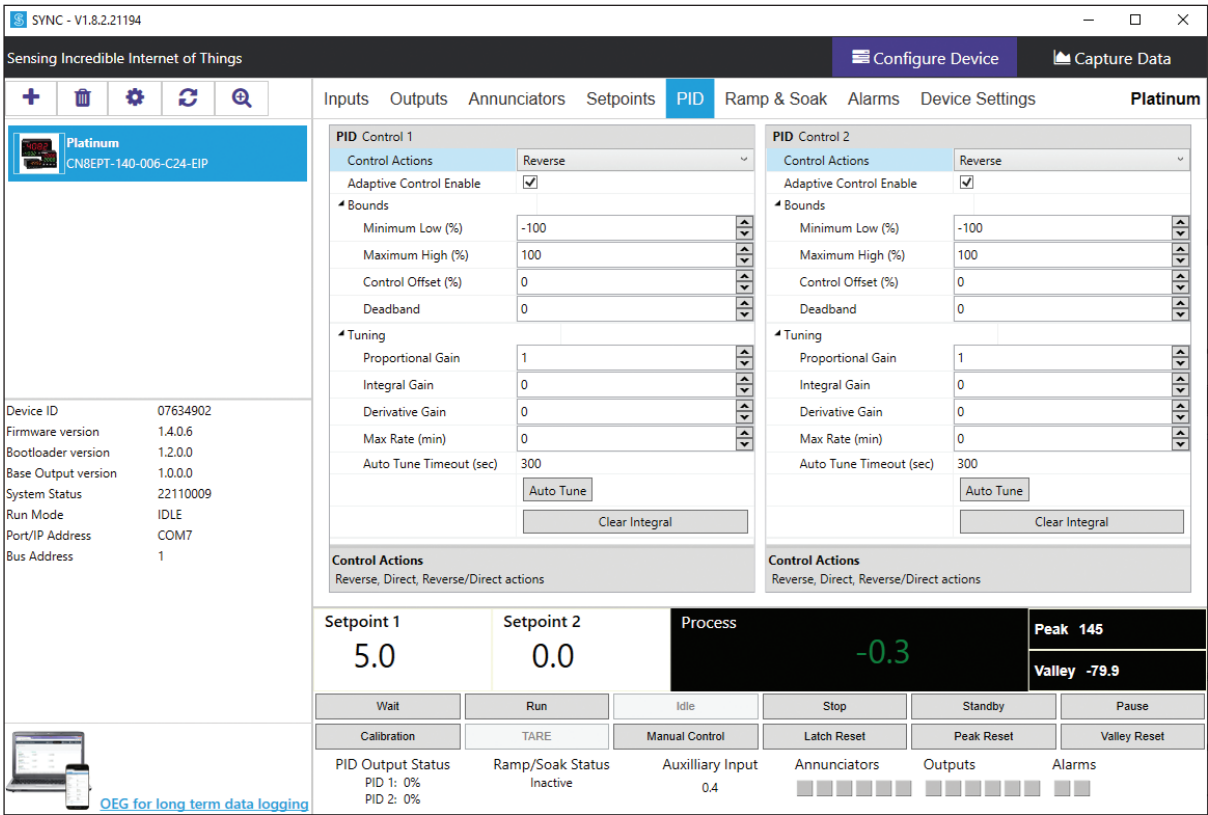 SYNC - V1.8.2.21194
Sensing Incredible Internet of Things
Configure Device
Capture Data
Inputs Outputs Annunciators Setpoints PID Ramp & Soak Alarms Device Settings Platinum
Platinum
CN8EPT-140-006-C24-EIP
Device ID 07634902
Firmware version 1.4.0.6
Bootloader version 1.2.0.0
Base Output version 1.0.0.0
System Status 22110009
Run Mode IDLE
Port/IP Address COM7
Bus Address 1
OEG for long term data logging
PID Control 1
Control Actions Reverse
Adaptive Control Enable
Bounds
Minimum Low (%) -100
Maximum High (%) 100
Control Offset (%) 0
Deadband 0
Tuning
Proportional Gain 1
Integral Gain 0
Derivative Gain 0
Max Rate (min) 0
Auto Tune Timeout (sec) 300
Auto Tune
Clear Integral
Control Actions
Reverse, Direct, Reverse/Direct actions
PID Control 2
Control Actions Reverse
Adaptive Control Enable
Bounds
Minimum Low (%) -100
Maximum High (%) 100
Control Offset (%) 0
Deadband 0
Tuning
Proportional Gain 1
Integral Gain 0
Derivative Gain 0
Max Rate (min) 0
Auto Tune Timeout (sec) 300
Auto Tune
Clear Integral
Control Actions
Reverse, Direct, Reverse/Direct actions
Setpoint 1
5.0
Setpoint 2
0.0
Process
-0.3
Peak 145
Valley -79.9
Wait Run Idle Stop Standby Pause
Calibration TARE Manual Control Latch Reset Peak Reset Valley Reset
PID Output Status
PID 1: 0%
PID 2: 0%
Ramp/Soak Status
Inactive
Auxilliary Input
0.4
Annunciators
Outputs
Alarms